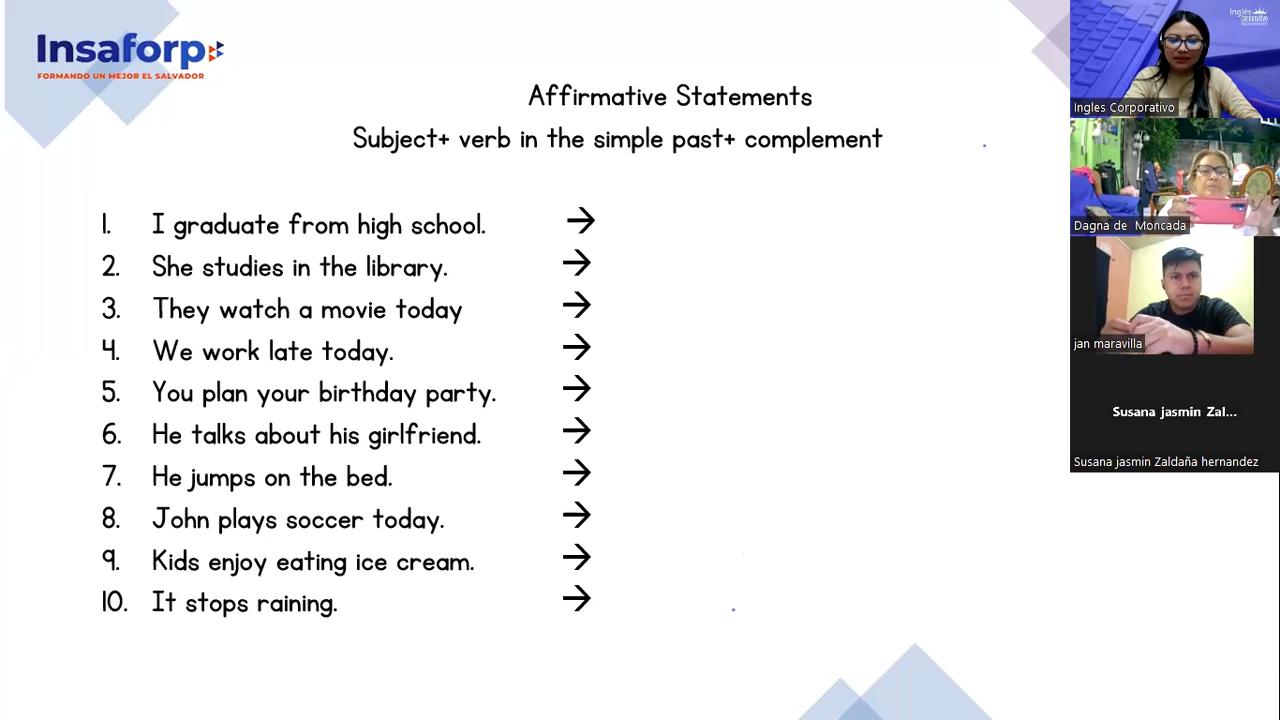 Insaforp
FORMANDO UN MEJOR EL SALVADOR
Affirmative Statements
Subject+ verb in the simple past+ complement
1. I graduate from high school. →
2. She studies in the library. →
3. They watch a movie today →
4. We work late today. →
5. You plan your birthday party. →
6. He talks about his girlfriend. →
7. He jumps on the bed. →
8. John plays soccer today. →
9. Kids enjoy eating ice cream. →
10. It stops raining. →
Ingles Corporativo
Dagna de Moncada
jan maravilla
Susana jasmin Zal...
Susana jasmin Zaldaña hernandez